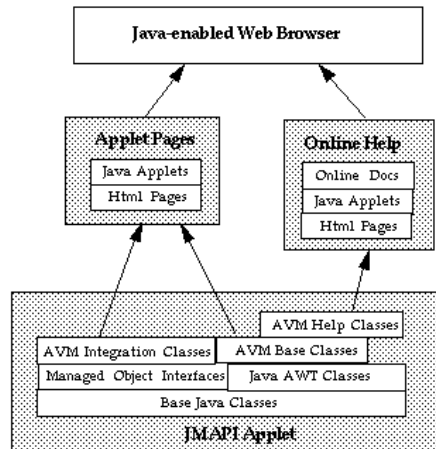 Java-enabled Web Browser
Applet Pages
Java Applets
Html Pages
Online Help
Online Docs
Java Applets
Html Pages
AVM Help Classes
AVM Integration Classes
AVM Base Classes
Managed Object Interfaces
Java AWT Classes
Base Java Classes
JMAPI Applet